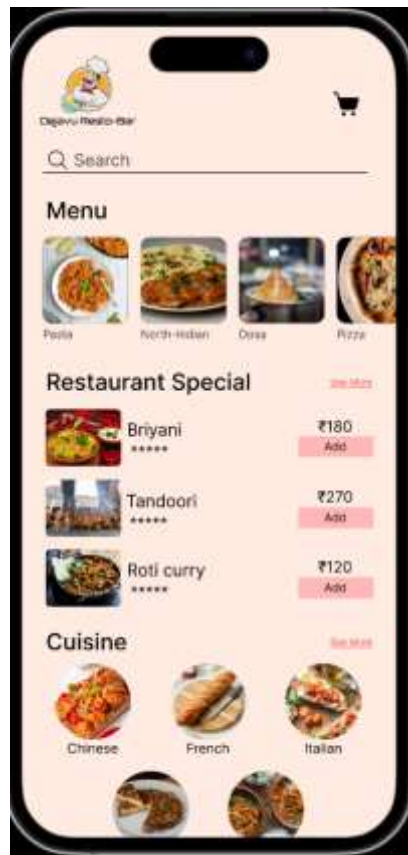 Dejavu Resto-Bar
Search
Menu
Pasta
North-Indian
Dosa
Pizza
Restaurant Special
See More
Briyani
*****
₹180
Add
Tandoori
*****
₹270
Add
Roti curry
*****
₹120
Add
Cuisine
See More
Chinese
French
Italian